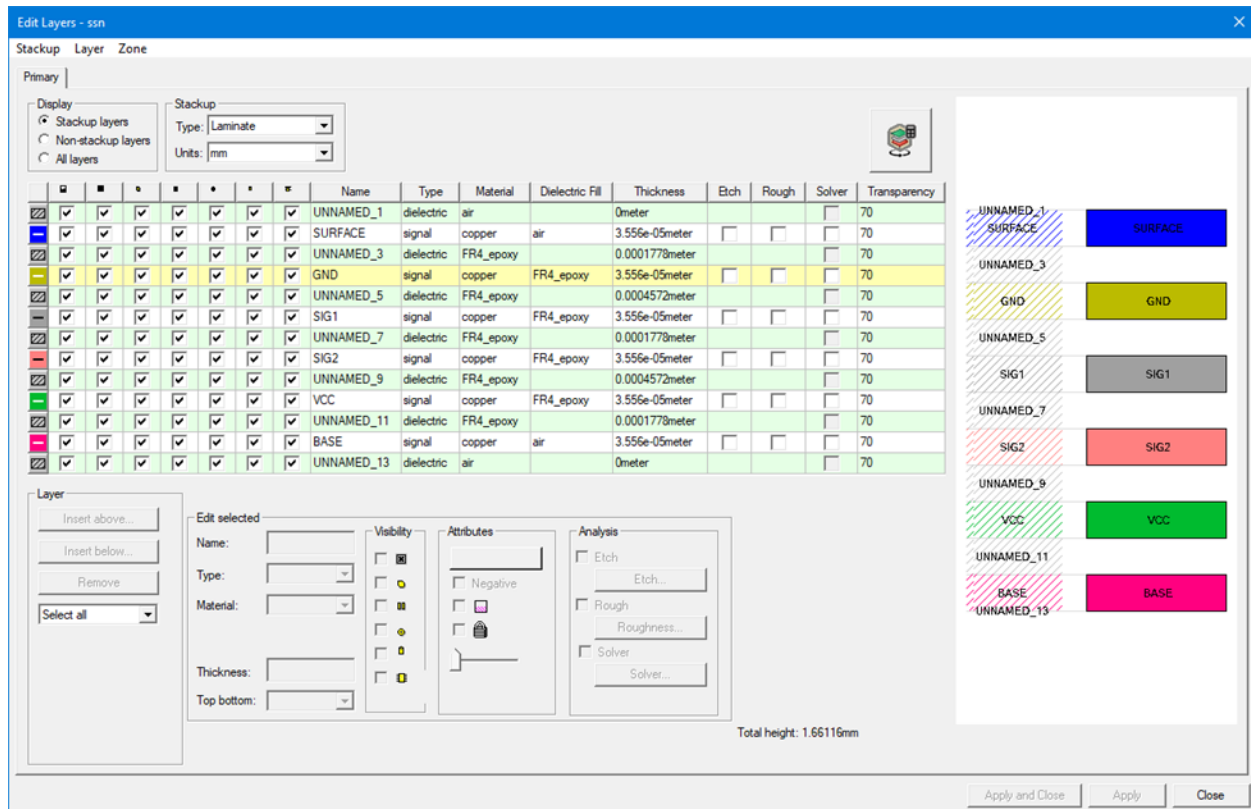 Edit Layers - ssn
Stackup Layer Zone
Primary
Display
Stackup layers
Non-stackup layers
All layers
Stackup
Type: Laminate
Units: mm
Name Type Material Dielectric Fill Thickness Etch Rough Solver Transparency
UNNAMED_1 dielectric air 0meter 70
SURFACE signal copper air 3.556e-05meter 70
UNNAMED_3 dielectric FR4_epoxy 0.0001778meter 70
GND signal copper FR4_epoxy 3.556e-05meter 70
UNNAMED_5 dielectric FR4_epoxy 0.0004572meter 70
SIG1 signal copper FR4_epoxy 3.556e-05meter 70
UNNAMED_7 dielectric FR4_epoxy 0.0001778meter 70
SIG2 signal copper FR4_epoxy 3.556e-05meter 70
UNNAMED_9 dielectric FR4_epoxy 0.0004572meter 70
VCC signal copper FR4_epoxy 3.556e-05meter 70
UNNAMED_11 dielectric FR4_epoxy 0.0001778meter 70
BASE signal copper air 3.556e-05meter 70
UNNAMED_13 dielectric air 0meter 70
UNNAMED_1
SURFACE SURFACE
UNNAMED_3
GND GND
UNNAMED_5
SIG1 SIG1
UNNAMED_7
SIG2 SIG2
UNNAMED_9
VCC VCC
UNNAMED_11
BASE BASE
UNNAMED_13
Layer
Insert above...
Insert below...
Remove
Select all
Edit selected
Name:
Type:
Material:
Thickness:
Top bottom:
Visibility
Attributes
Negative
Analysis
Etch
Etch...
Rough
Roughness...
Solver
Solver...
Total height: 1.66116mm
Apply and Close Apply Close